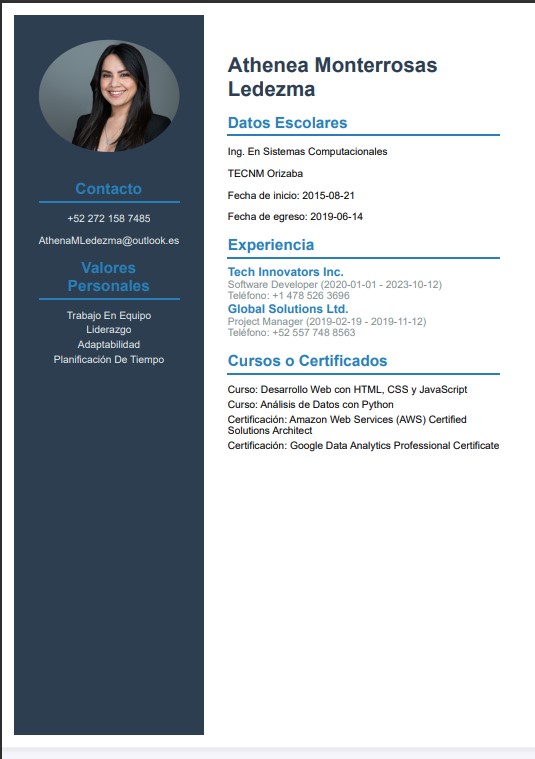 Contacto
+52 272 158 7485
AthenaMLedezma@outlook.es
Valores
Personales
Trabajo En Equipo
Liderazgo
Adaptabilidad
Planificación De Tiempo
Athenea Monterrosas
Ledezma
Datos Escolares
Ing. En Sistemas Computacionales
TECNM Orizaba
Fecha de inicio: 2015-08-21
Fecha de egreso: 2019-06-14
Experiencia
Tech Innovators Inc.
Software Developer (2020-01-01 - 2023-10-12)
Teléfono: +1 478 526 3696
Global Solutions Ltd.
Project Manager (2019-02-19 - 2019-11-12)
Teléfono: +52 557 748 8563
Cursos o Certificados
Curso: Desarrollo Web con HTML, CSS y JavaScript
Curso: Análisis de Datos con Python
Certificación: Amazon Web Services (AWS) Certified
Solutions Architect
Certificación: Google Data Analytics Professional Certificate